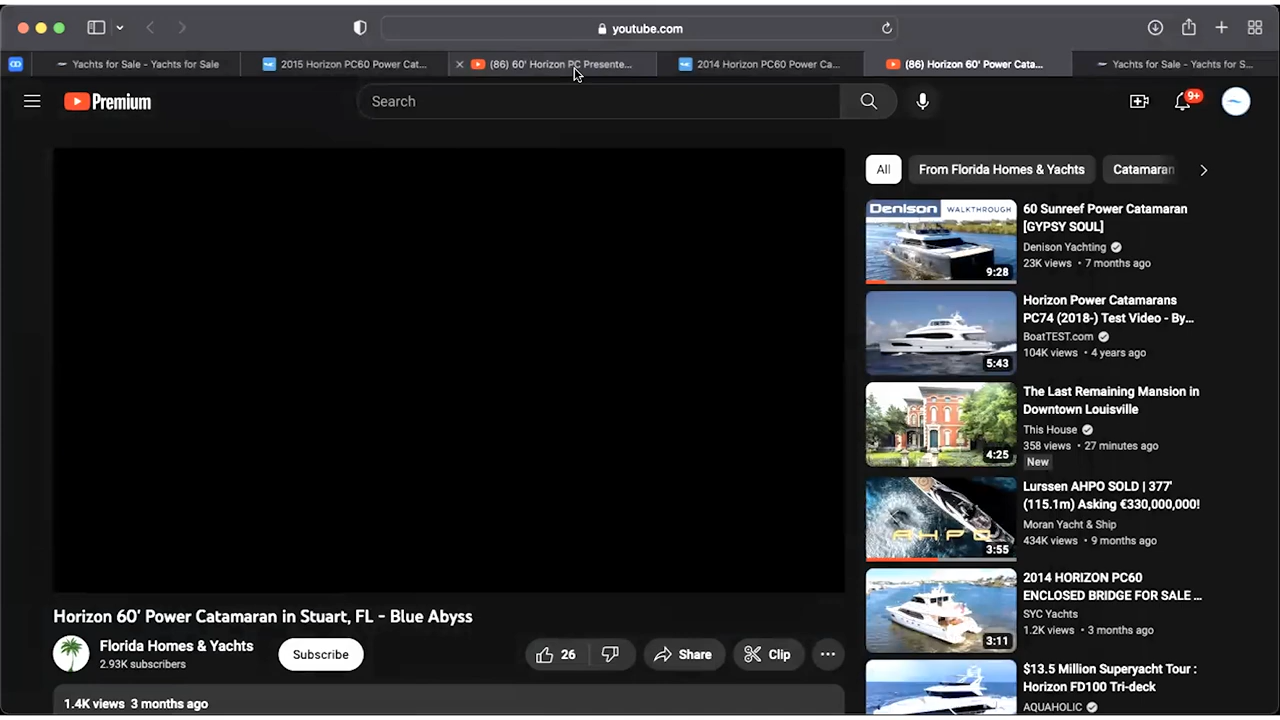 youtube.com
Yachts for Sale - Yachts for Sale
2015 Horizon PC60 Power Cat...
(86) 60' Horizon PC Presente...
2014 Horizon PC60 Power Ca...
(86) Horizon 60' Power Cata...
Yachts for Sale - Yachts for S...
Premium
Search
9+
All
From Florida Homes & Yachts
Catamaran
Denison WALKTHROUGH
9:28
60 Sunreef Power Catamaran
[GYPSY SOUL]
Denison Yachting
23K views • 7 months ago
5:43
Horizon Power Catamarans
PC74 (2018-) Test Video - By...
BoatTEST.com
104K views • 4 years ago
4:25
The Last Remaining Mansion in
Downtown Louisville
This House
358 views • 27 minutes ago
New
AHPO
3:55
Lurssen AHPO SOLD | 377'
(115.1m) Asking €330,000,000!
Moran Yacht & Ship
434K views • 9 months ago
3:11
2014 HORIZON PC60
ENCLOSED BRIDGE FOR SALE ...
SYC Yachts
1.2K views • 3 months ago
$13.5 Million Superyacht Tour :
Horizon FD100 Tri-deck
AQUAHOLIC
Horizon 60' Power Catamaran in Stuart, FL - Blue Abyss
Florida Homes & Yachts
2.93K subscribers
Subscribe
26
Share
Clip
1.4K views 3 months ago